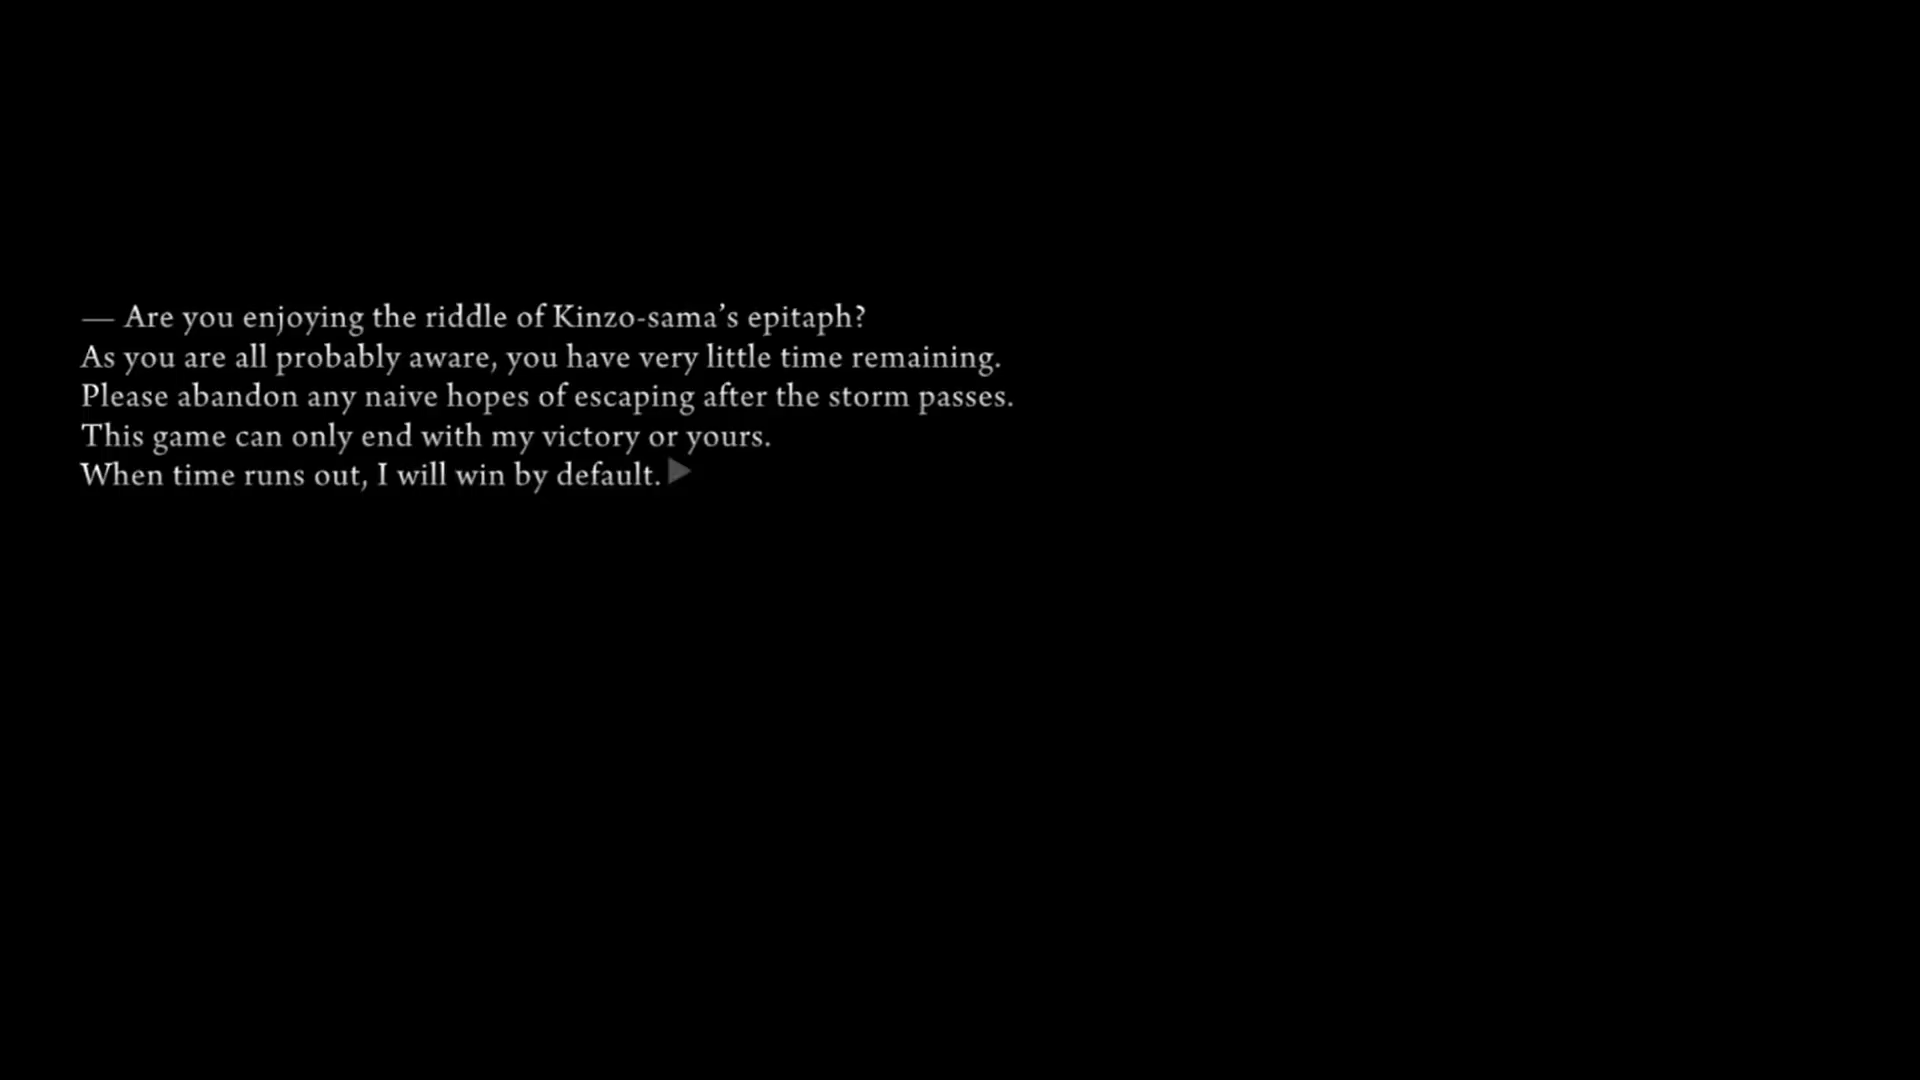 — Are you enjoying the riddle of Kinzo-sama’s epitaph?
As you are all probably aware, you have very little time remaining.
Please abandon any naive hopes of escaping after the storm passes.
This game can only end with my victory or yours.
When time runs out, I will win by default.